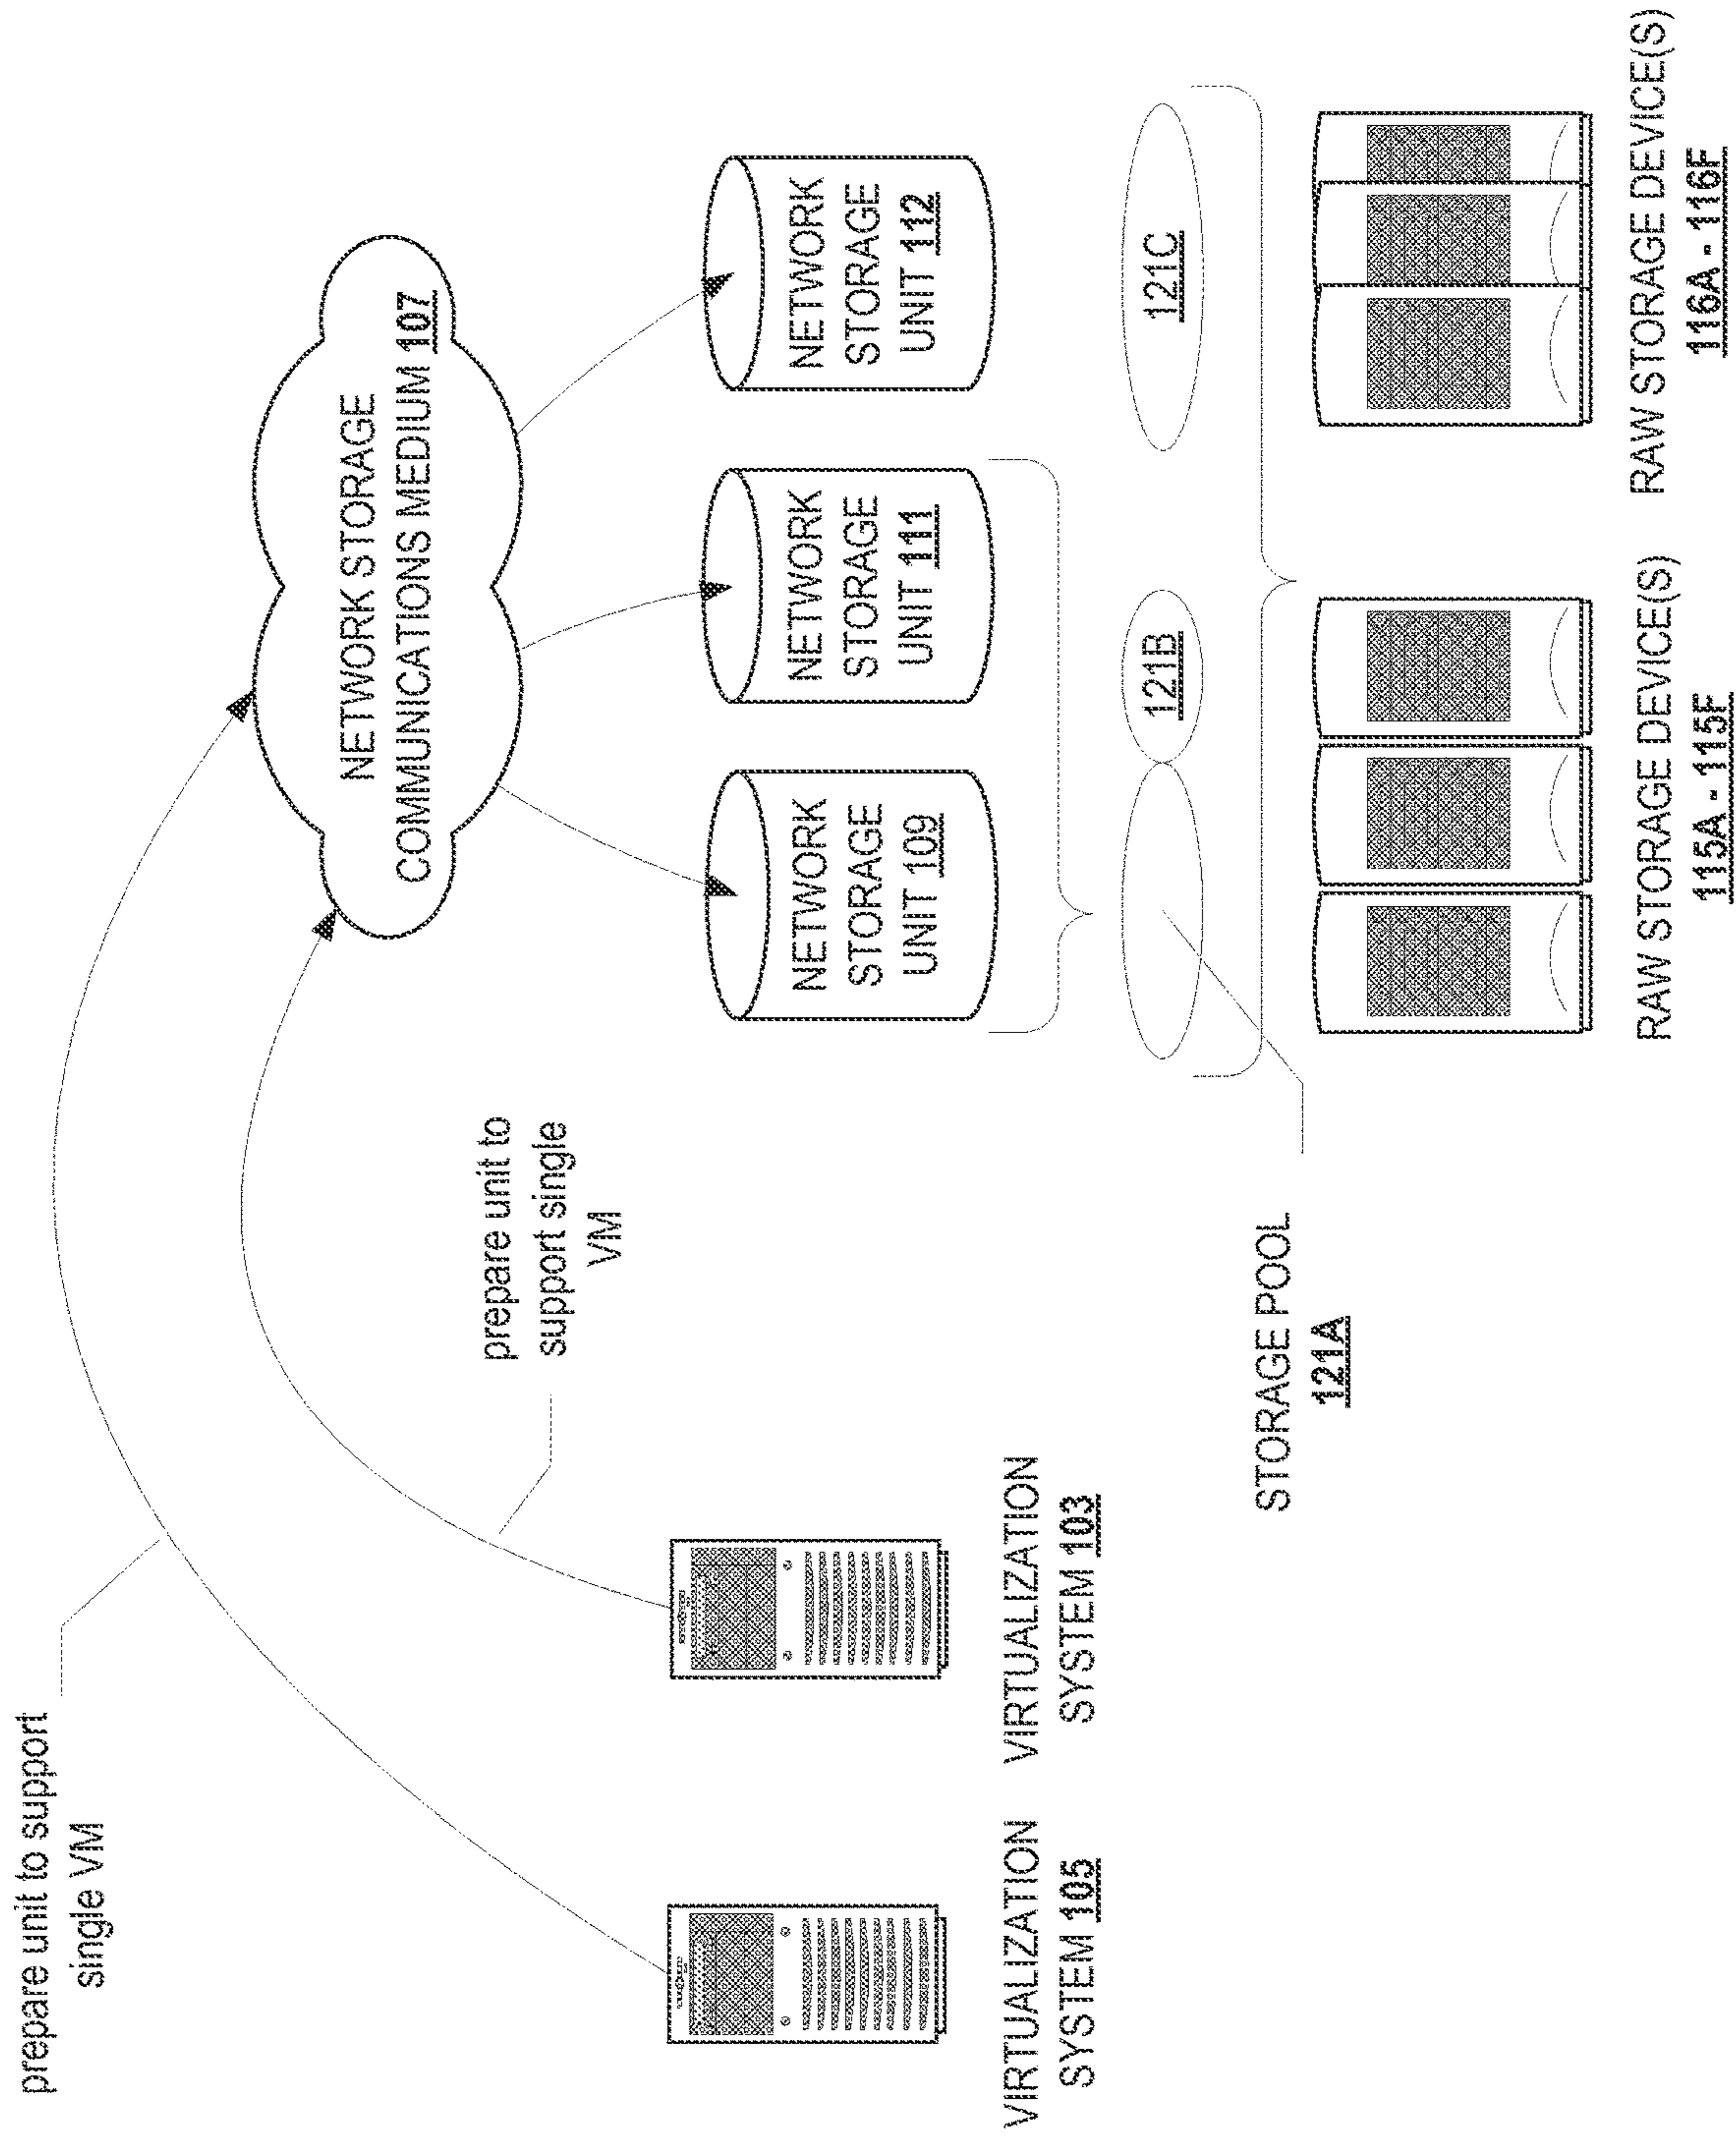 prepare unit to support
single VM
prepare unit to
support single
VM
NETWORK STORAGE
COMMUNICATIONS MEDIUM 107
VIRTUALIZATION
SYSTEM 105
VIRTUALIZATION
SYSTEM 103
NETWORK
STORAGE
UNIT 109
NETWORK
STORAGE
UNIT 111
NETWORK
STORAGE
UNIT 112
121B
121C
STORAGE POOL
121A
RAW STORAGE DEVICE(S)
115A - 115F
RAW STORAGE DEVICE(S)
116A - 116F